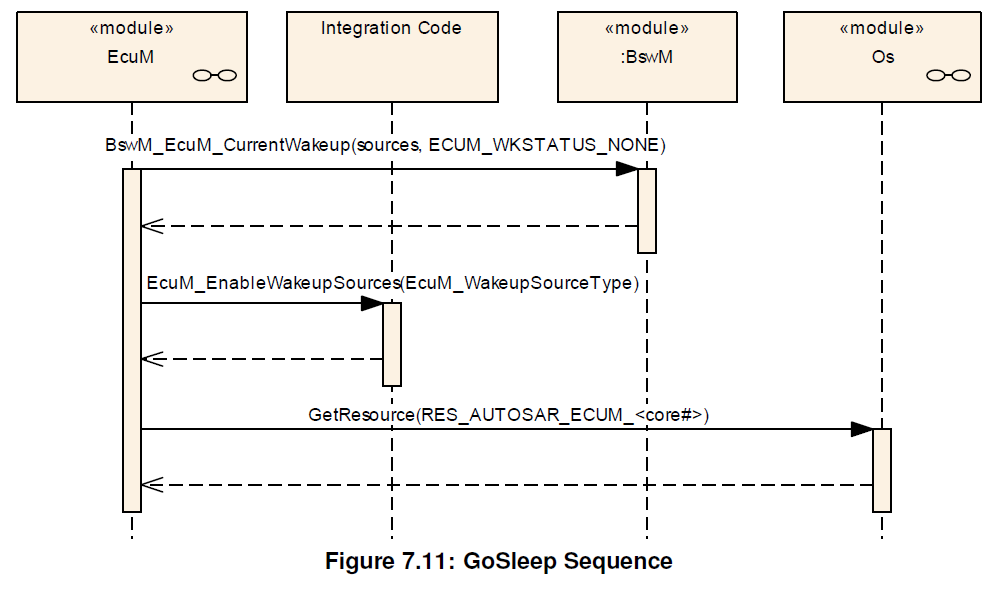 «module»
EcuM
Integration Code
«module»
:BswM
«module»
Os
BswM_EcuM_CurrentWakeup(sources, ECUM_WKSTATUS_NONE)
EcuM_EnableWakeupSources(EcuM_WakeupSourceType)
GetResource(RES_AUTOSAR_ECUM_<core#>)
Figure 7.11: GoSleep Sequence